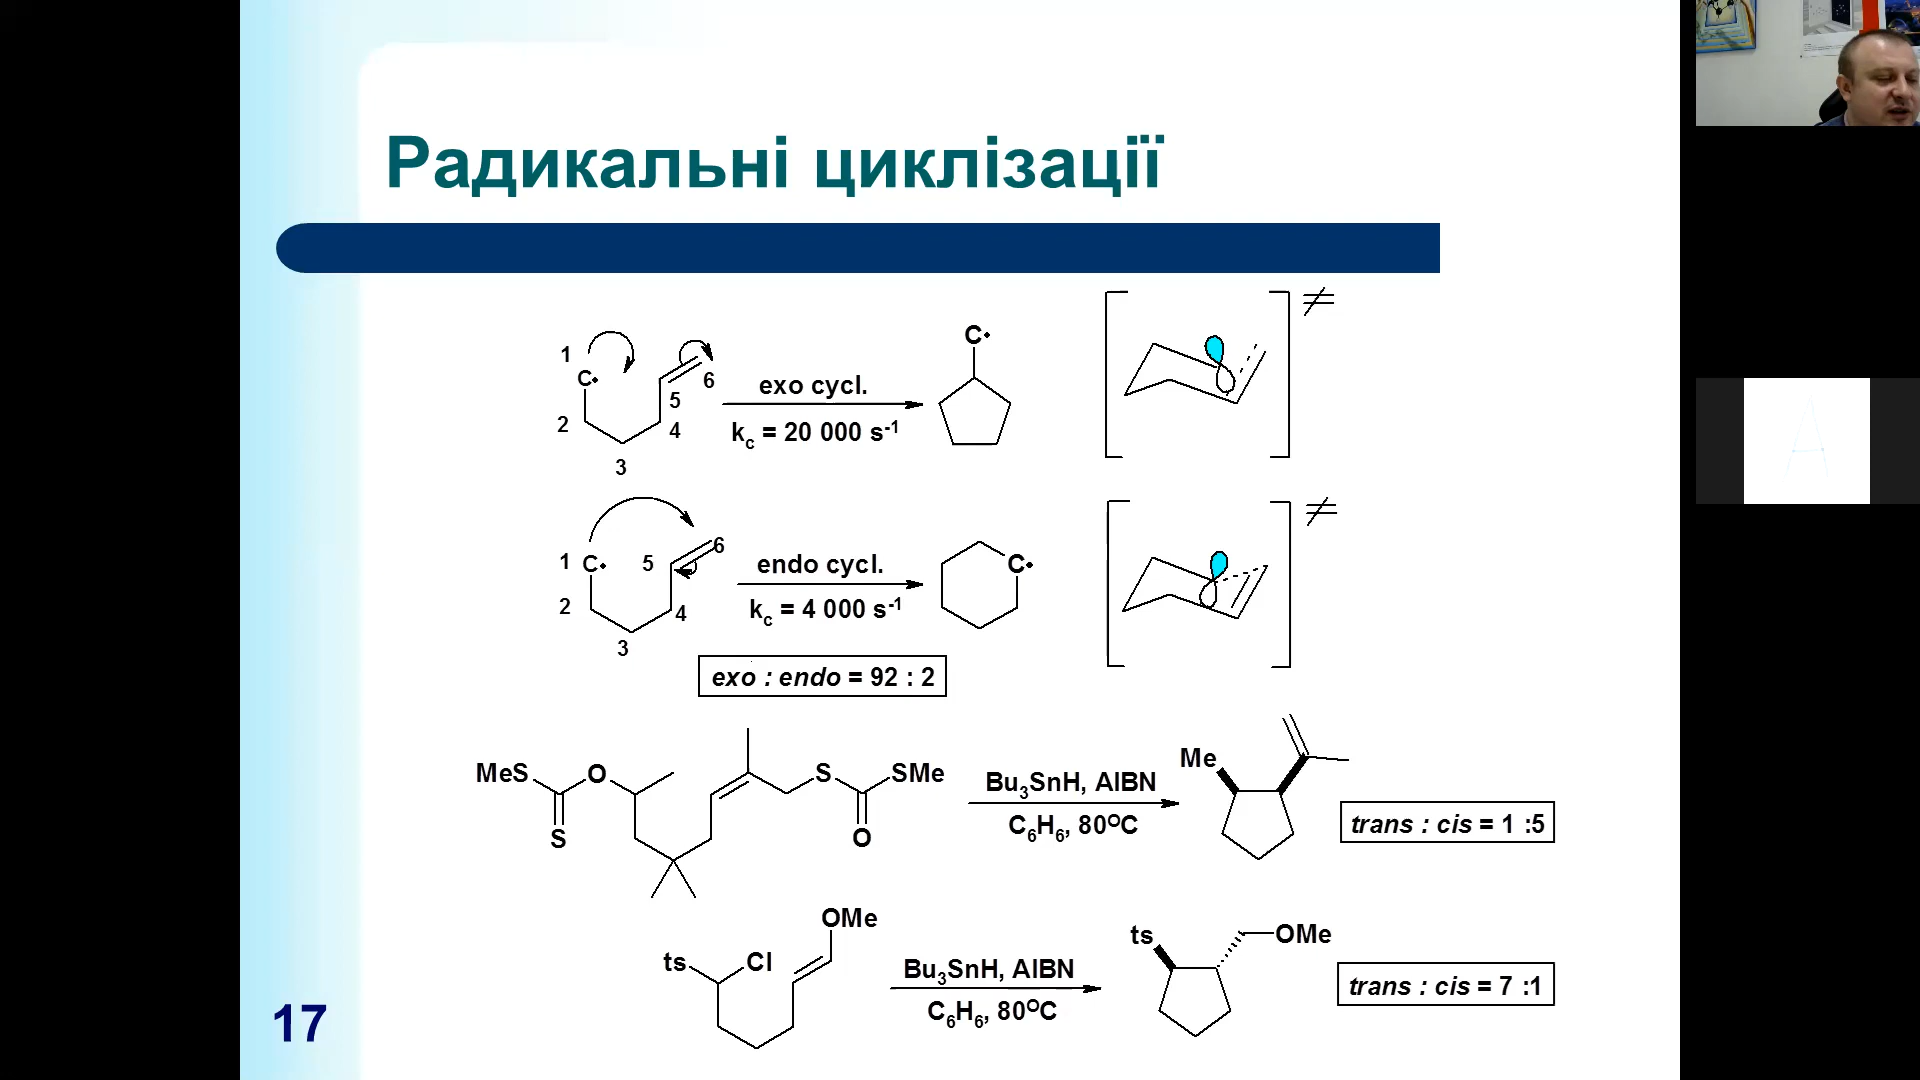 Радикальні циклізації
1
C•
2
3
4
5
6
exo cycl.
kc = 20 000 s-1
C•
≠
1
C•
2
3
4
5
6
endo cycl.
kc = 4 000 s-1
C•
≠
exo : endo = 92 : 2
MeS
O
S
S
SMe
O
Bu3SnH, AIBN
C6H6, 80OC
Me
trans : cis = 1 :5
OMe
ts
Cl
Bu3SnH, AIBN
C6H6, 80OC
ts
OMe
trans : cis = 7 :1
17